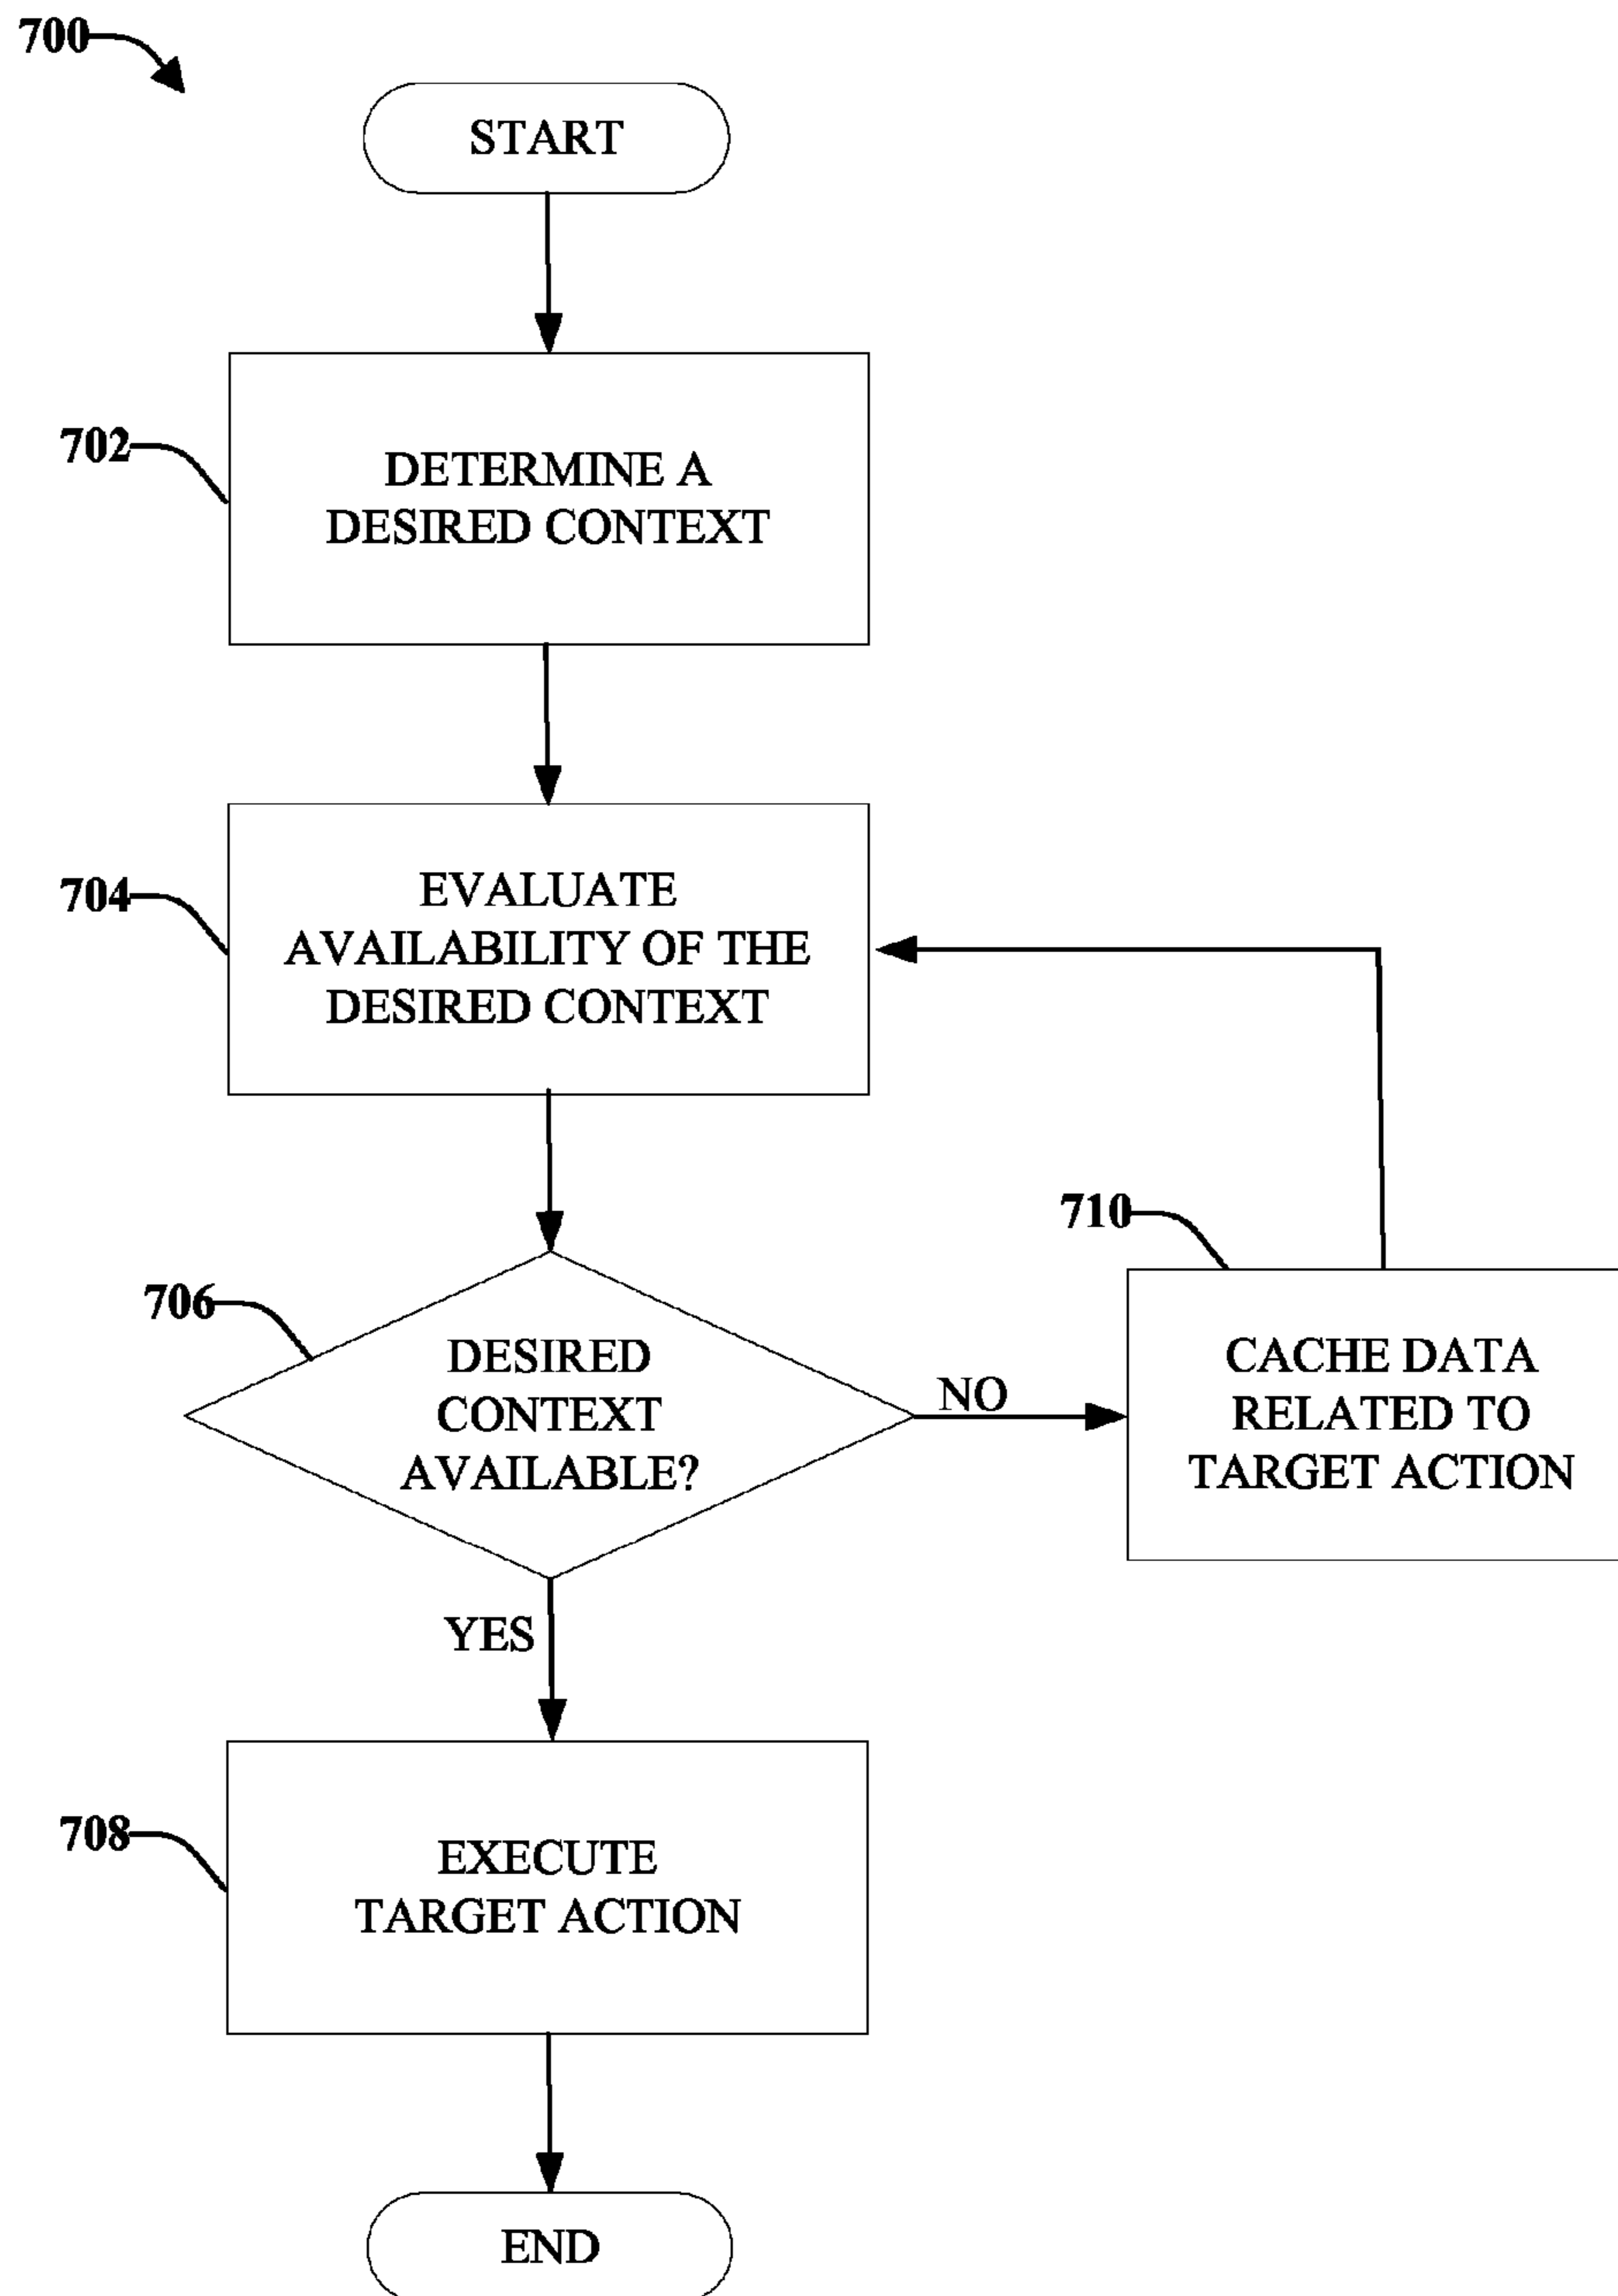 700
START
702
DETERMINE A
DESIRED CONTEXT
704
EVALUATE
AVAILABILITY OF THE
DESIRED CONTEXT
706
DESIRED
CONTEXT
AVAILABLE?
NO
710
CACHE DATA
RELATED TO
TARGET ACTION
YES
708
EXECUTE
TARGET ACTION
END